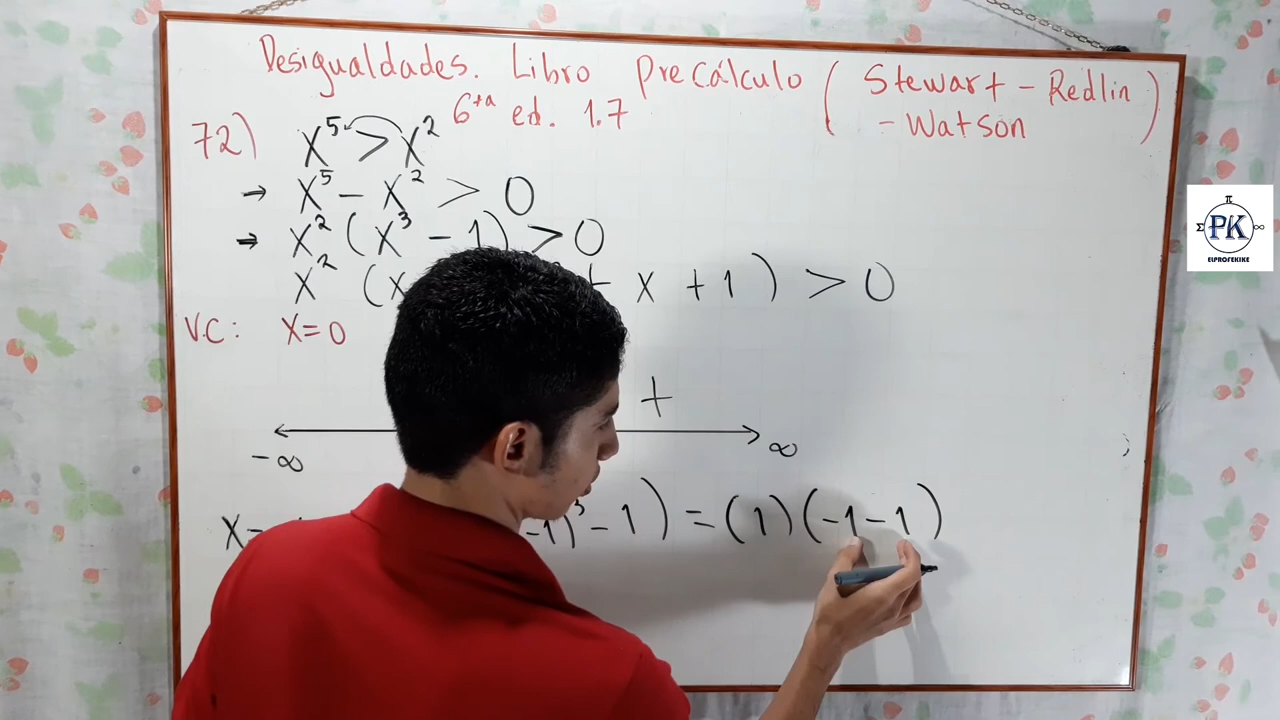 Desigualdades. Libro precálculo ( Stewart - Redlin
6ᵗᵃ ed. 1.7 - Watson )
72) x⁵ > x²
⇒ x⁵ - x² > 0
⇒ x² (x³ - 1) > 0
x² (x + x + 1) > 0
V.C: x = 0
+
-∞ ∞
x - -1)³ - 1) = (1)(-1 - 1)
π
Σ PK ∞
ELPROFEKIKE